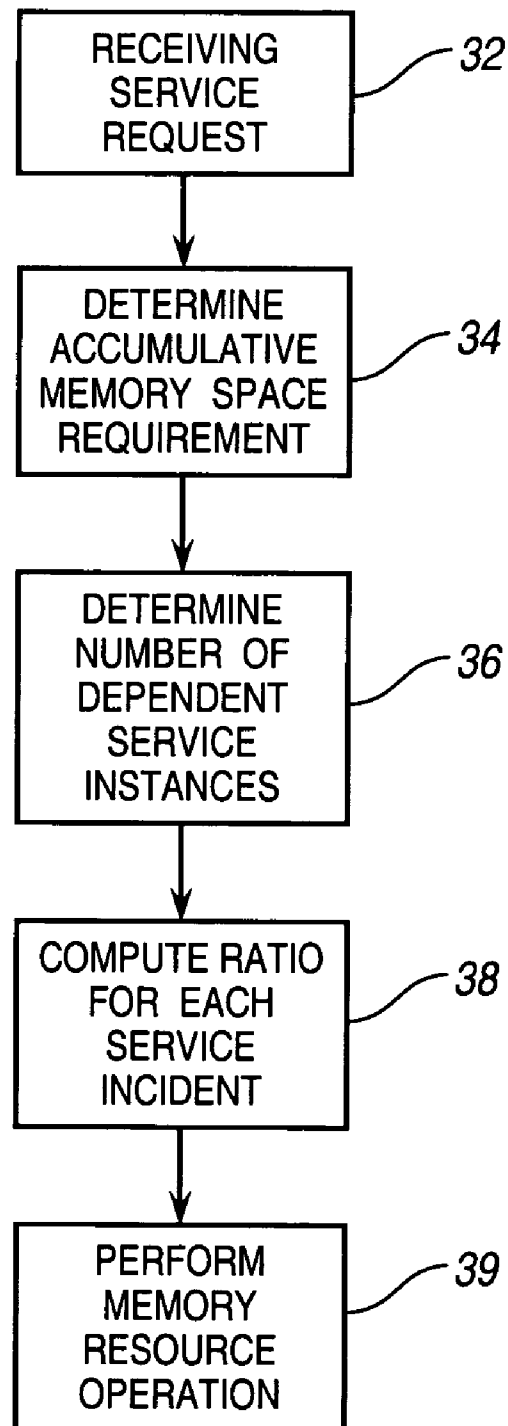 RECEIVING
SERVICE
REQUEST
32
DETERMINE
ACCUMULATIVE
MEMORY SPACE
REQUIREMENT
34
DETERMINE
NUMBER OF
DEPENDENT
SERVICE
INSTANCES
36
COMPUTE RATIO
FOR EACH
SERVICE
INCIDENT
38
PERFORM
MEMORY
RESOURCE
OPERATION
39